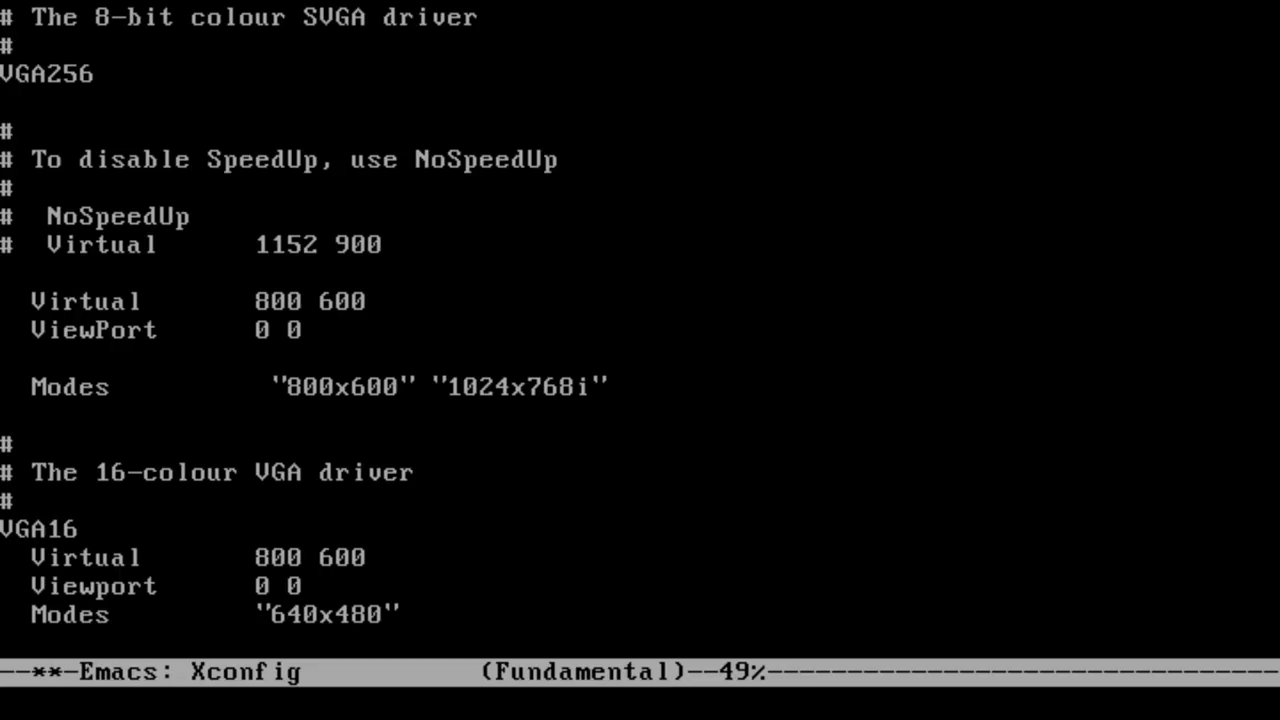 # The 8-bit colour SVGA driver
#
VGA256
#
# To disable SpeedUp, use NoSpeedUp
#
#  NoSpeedUp
#  Virtual      1152 900
  Virtual       800 600
  ViewPort      0 0
  Modes          "800x600" "1024x768i"
#
# The 16-colour VGA driver
#
VGA16
  Virtual       800 600
  Viewport      0 0
  Modes         "640x480"
--**-Emacs: Xconfig            (Fundamental)--49%---------------------------------